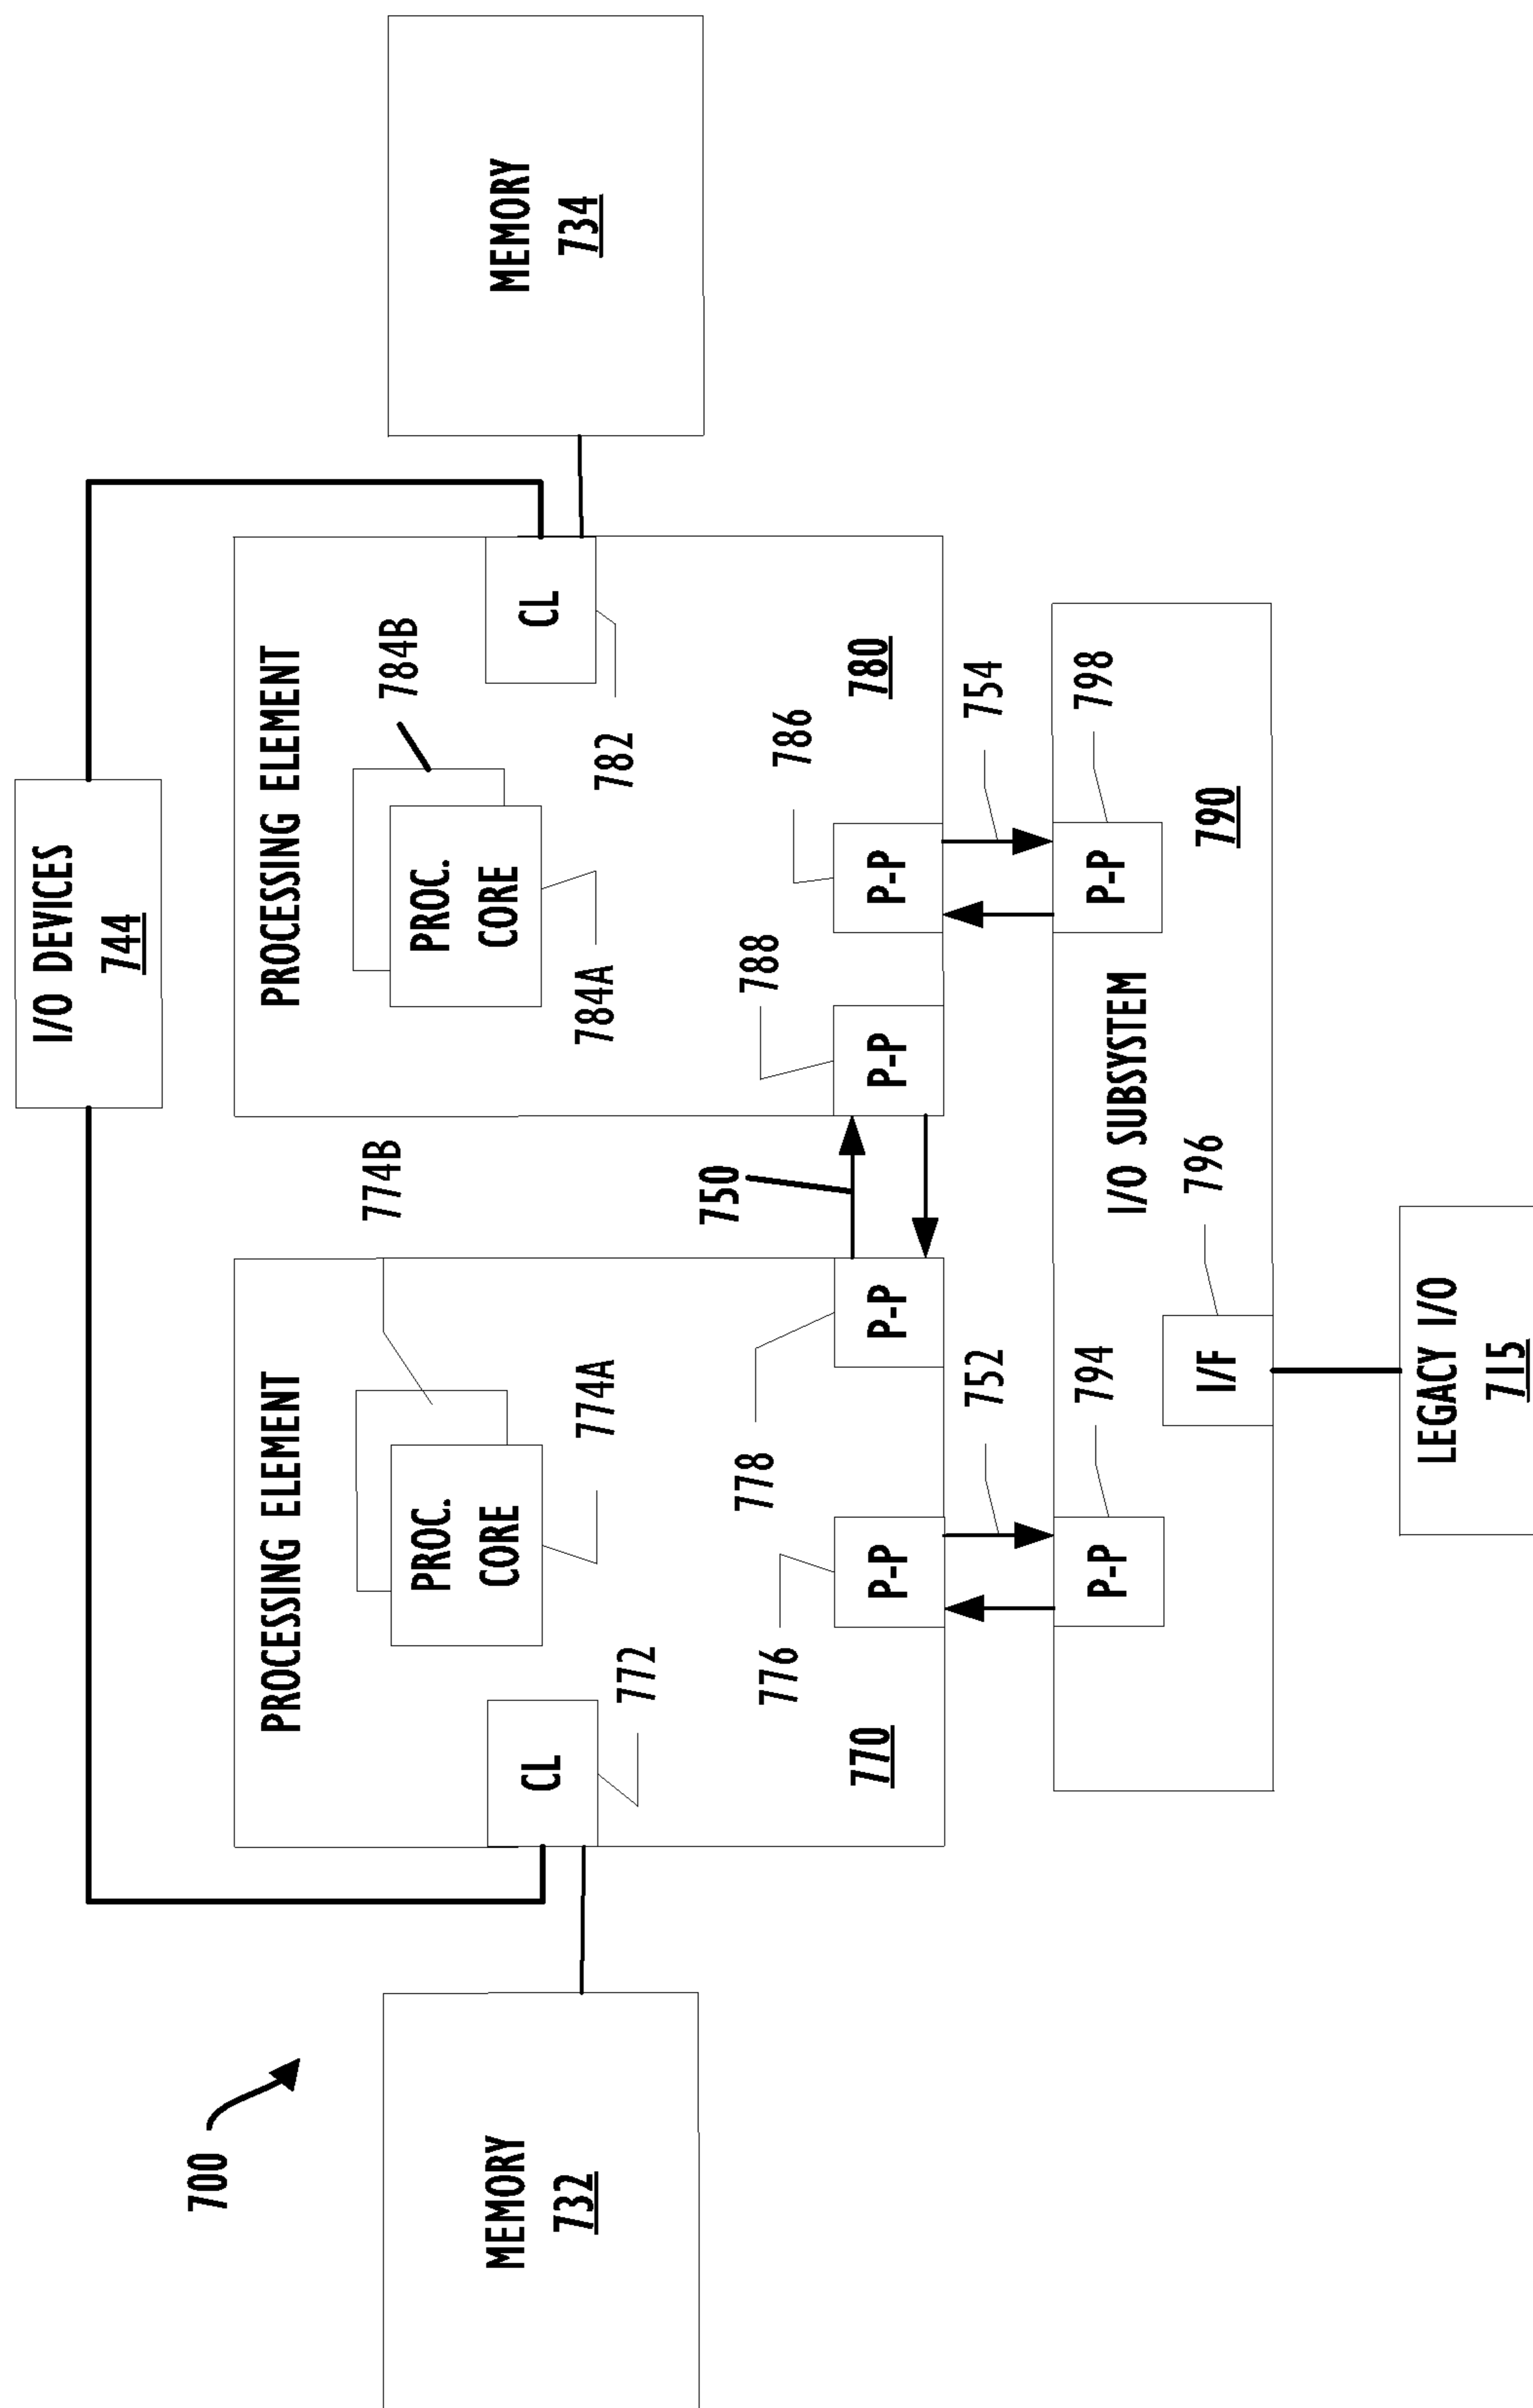 700
I/O DEVICES
744
MEMORY
732
PROCESSING ELEMENT
774B
PROC.
CORE
774A
CL
772
778
P-P
776
P-P
770
750
PROCESSING ELEMENT
784B
PROC.
CORE
784A
CL
782
788
P-P
786
P-P
780
MEMORY
734
752
754
794
P-P
I/O SUBSYSTEM
798
P-P
796
I/F
790
LEGACY I/O
715